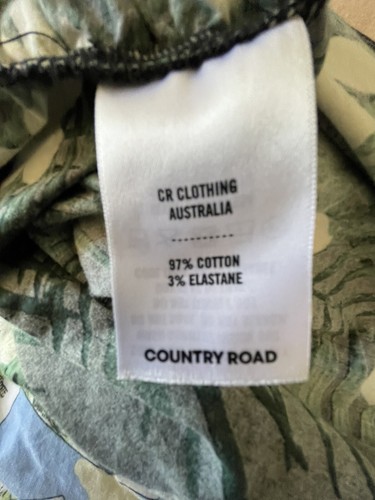 CR CLOTHING
AUSTRALIA
----------
97% COTTON
3% ELASTANE
COUNTRY ROAD